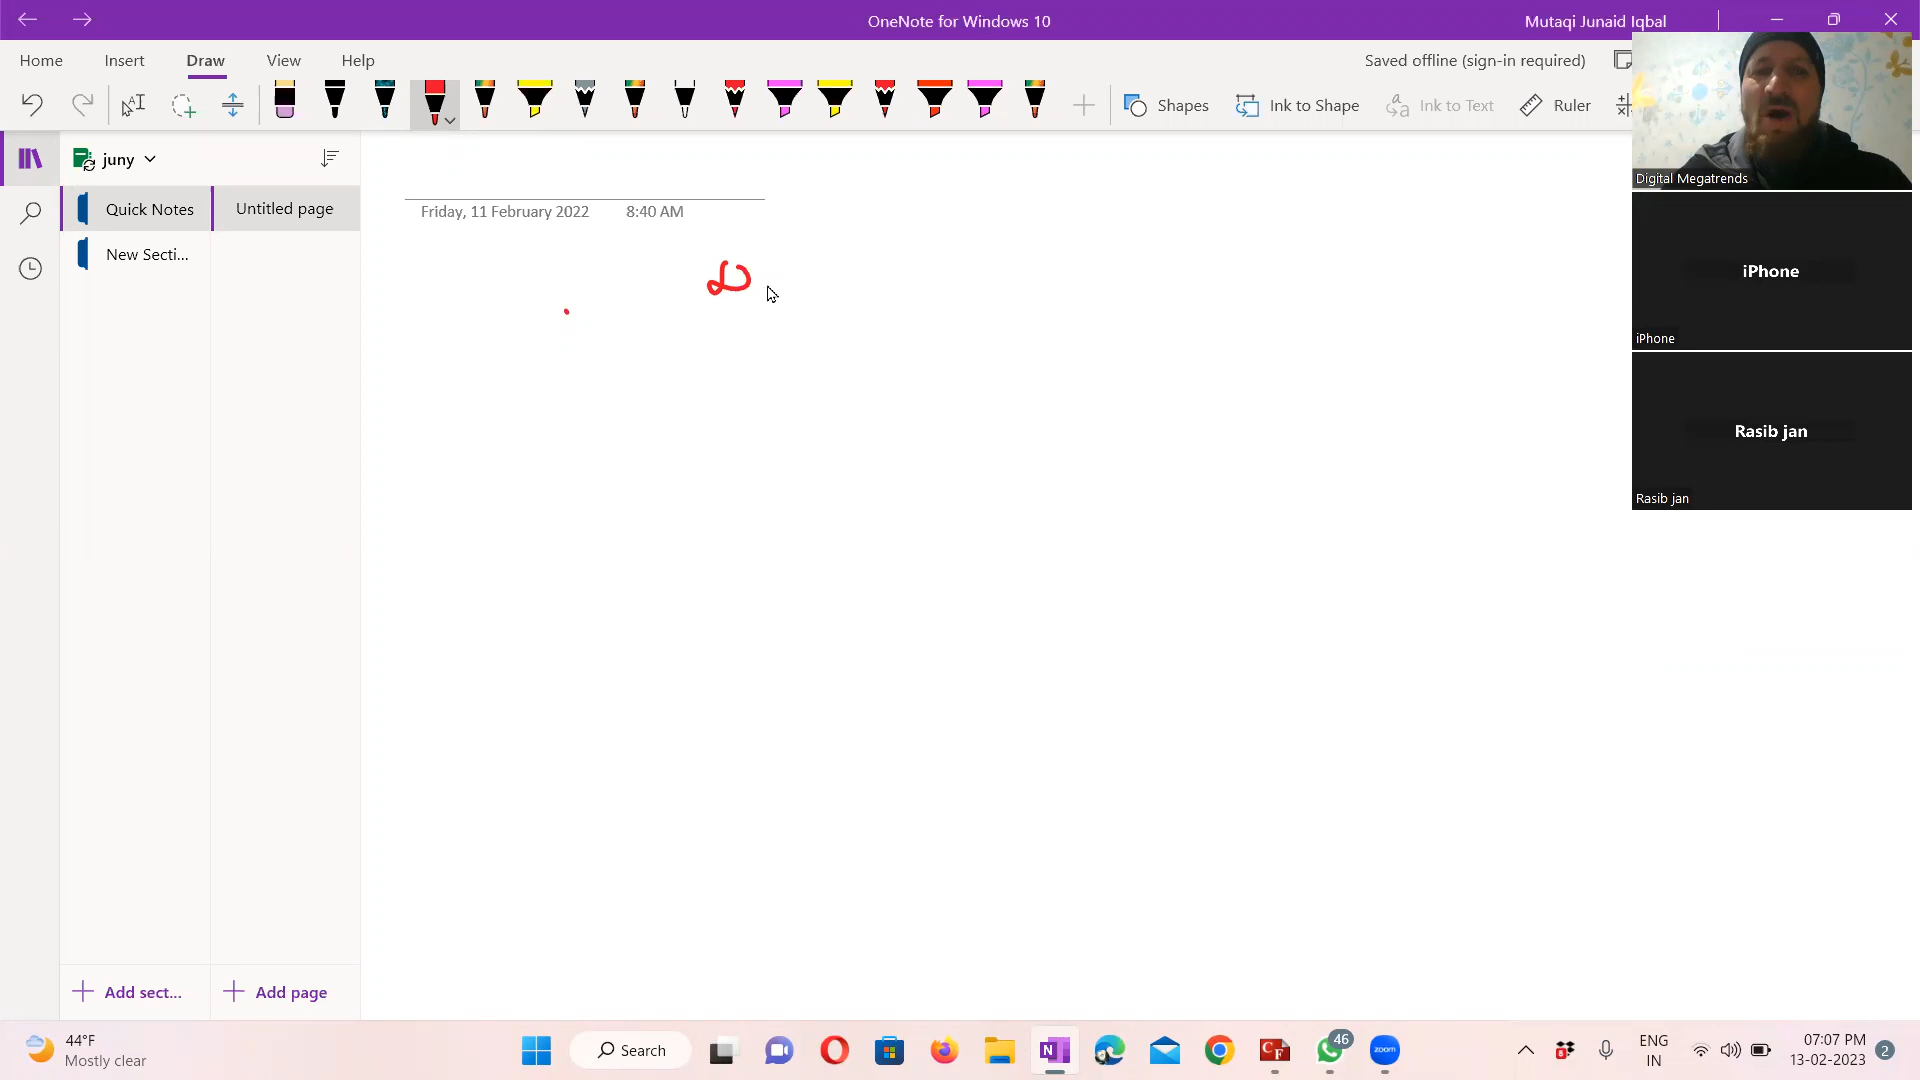 OneNote for Windows 10
Mutaqi Junaid Iqbal
Home Insert Draw View Help
Saved offline (sign-in required)
Shapes
Ink to Shape
Ink to Text
Ruler
juny
Quick Notes
Untitled page
New Secti...
Friday, 11 February 2022 8:40 AM
D
Digital Megatrends
iPhone
iPhone
Rasib jan
Rasib jan
Add sect...
Add page
44°F
Mostly clear
Search
N
CF
46
zoom
8
ENG
IN
07:07 PM
13-02-2023
2